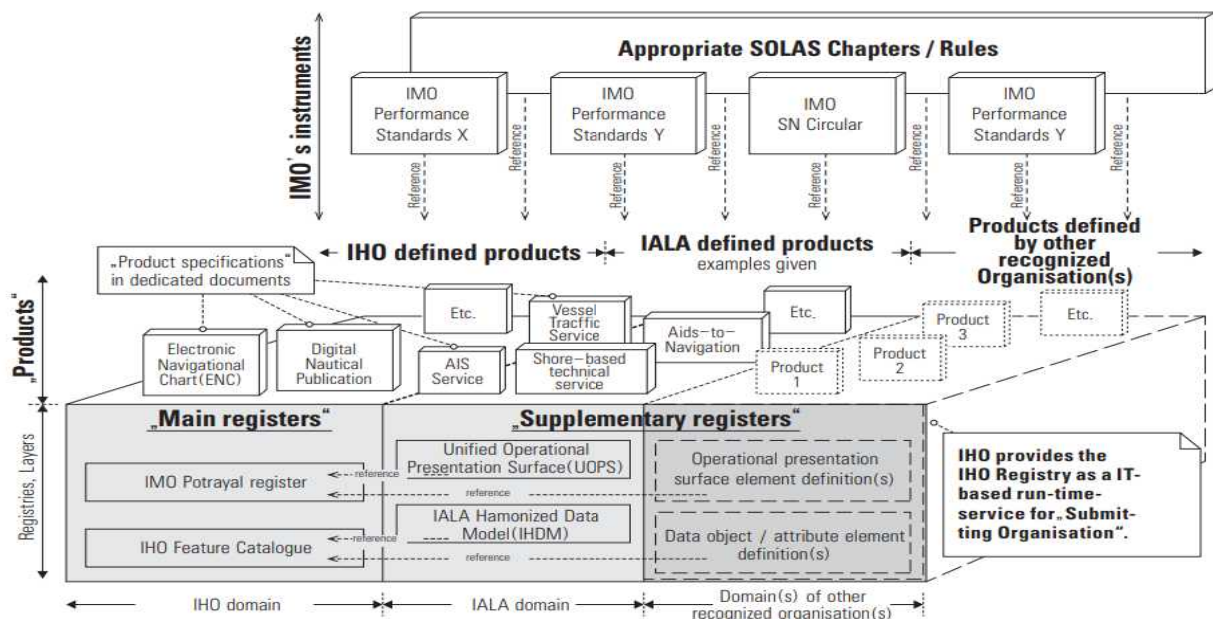 IMO's instruments
Appropriate SOLAS Chapters / Rules
IMO
Performance
Standards X
IMO
Performance
Standards Y
IMO
SN Circular
IMO
Performance
Standards Y
Reference
Reference
Reference
Reference
Reference
Reference
Reference
Reference
IHO defined products
IALA defined products
examples given
Products defined
by other
recognized
Organisation(s)
„Product specifications“
in dedicated documents
„Products“
Electronic
Navigational
Chart(ENC)
Digital
Nautical
Publication
Etc.
AIS
Service
Vessel
Tracffic
Service
Shore-based
technical
service
Aids-to-
Navigation
Etc.
Product
1
Product
2
Product
3
Etc.
Registries, Layers
„Main registers“
„Supplementary registers“
IMO Potrayal register
IHO Feature Catalogue
Unified Operational
Presentation Surface(UOPS)
IALA Hamonized Data
Model(IHDM)
Operational presentation
surface element definition(s)
Data object / attribute element
definition(s)
reference
reference
reference
reference
IHO provides the
IHO Registry as a IT-
based run-time-
service for„Submit-
ting Organisation“.
IHO domain
IALA domain
Domain(s) of other
recognized organisation(s)